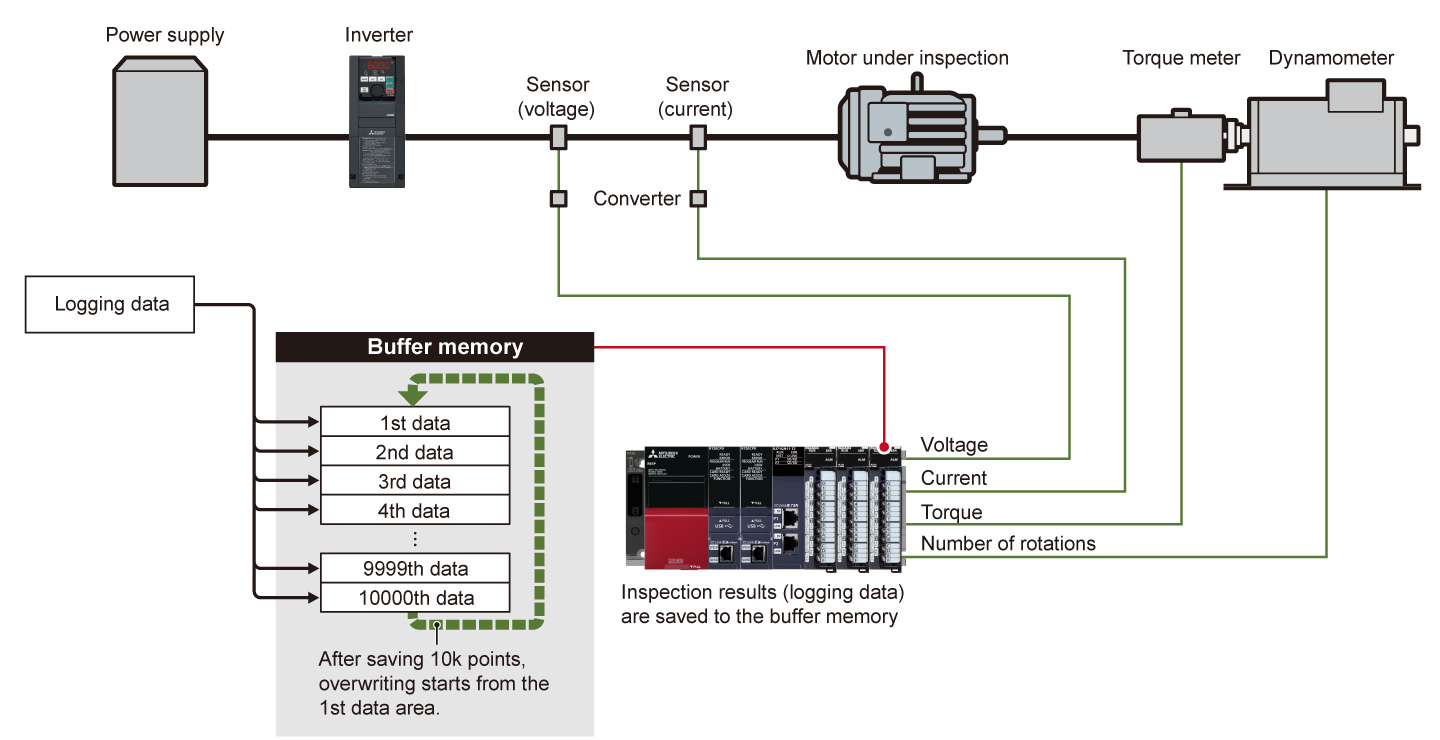 Power supply
Inverter
Sensor
(voltage)
Sensor
(current)
Motor under inspection
Torque meter
Dynamometer
Converter
Logging data
Buffer memory
1st data
2nd data
3rd data
4th data
⋮
9999th data
10000th data
After saving 10k points,
overwriting starts from the
1st data area.
MITSUBISHI
ELECTRIC
POWER
Voltage
Current
Torque
Number of rotations
Inspection results (logging data)
are saved to the buffer memory